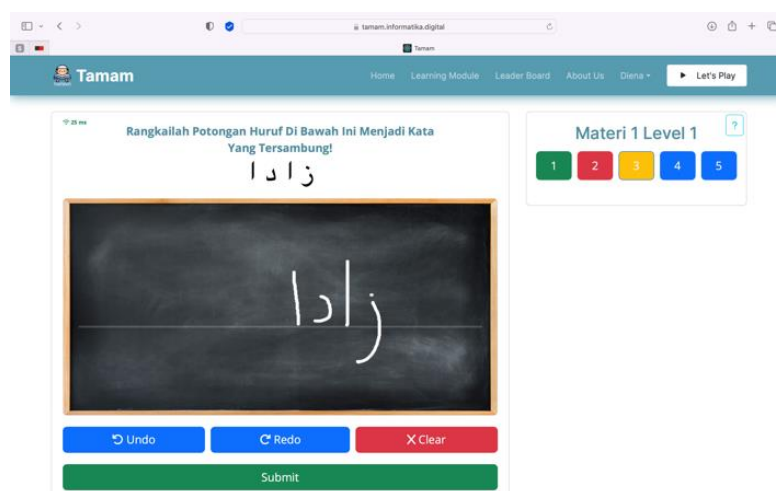 tamam.informatika.digital
Tamam
Tamam
Home Learning Module Leader Board About Us Diena Let's Play
25 ms
Rangkailah Potongan Huruf Di Bawah Ini Menjadi Kata
Yang Tersambung!
ز ا د ا
زادا
Undo Redo X Clear
Submit
Materi 1 Level 1 ?
1 2 3 4 5